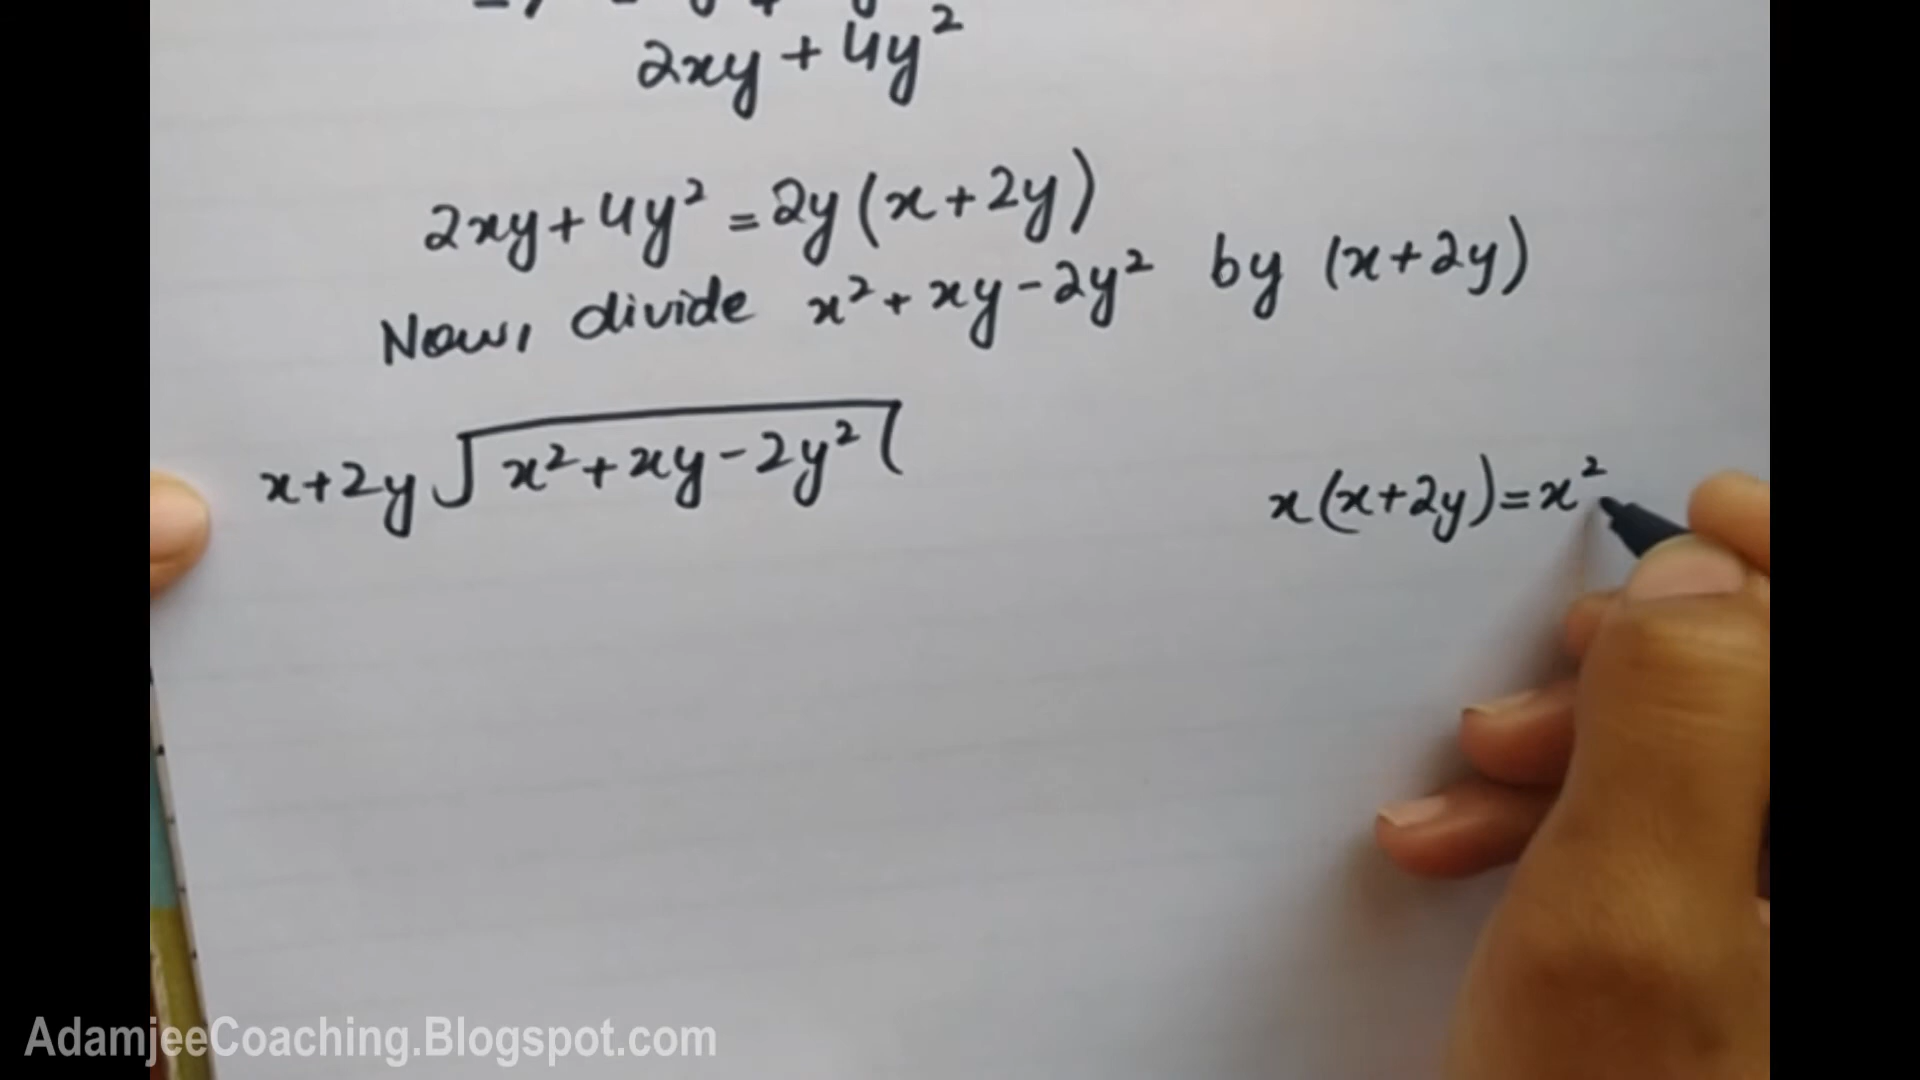 2xy + 4y²
2xy + 4y² = 2y (x + 2y)
Now, divide x² + xy - 2y² by (x + 2y)
x + 2y √ x² + xy - 2y² (
x (x + 2y) = x²
AdamjeeCoaching.Blogspot.com